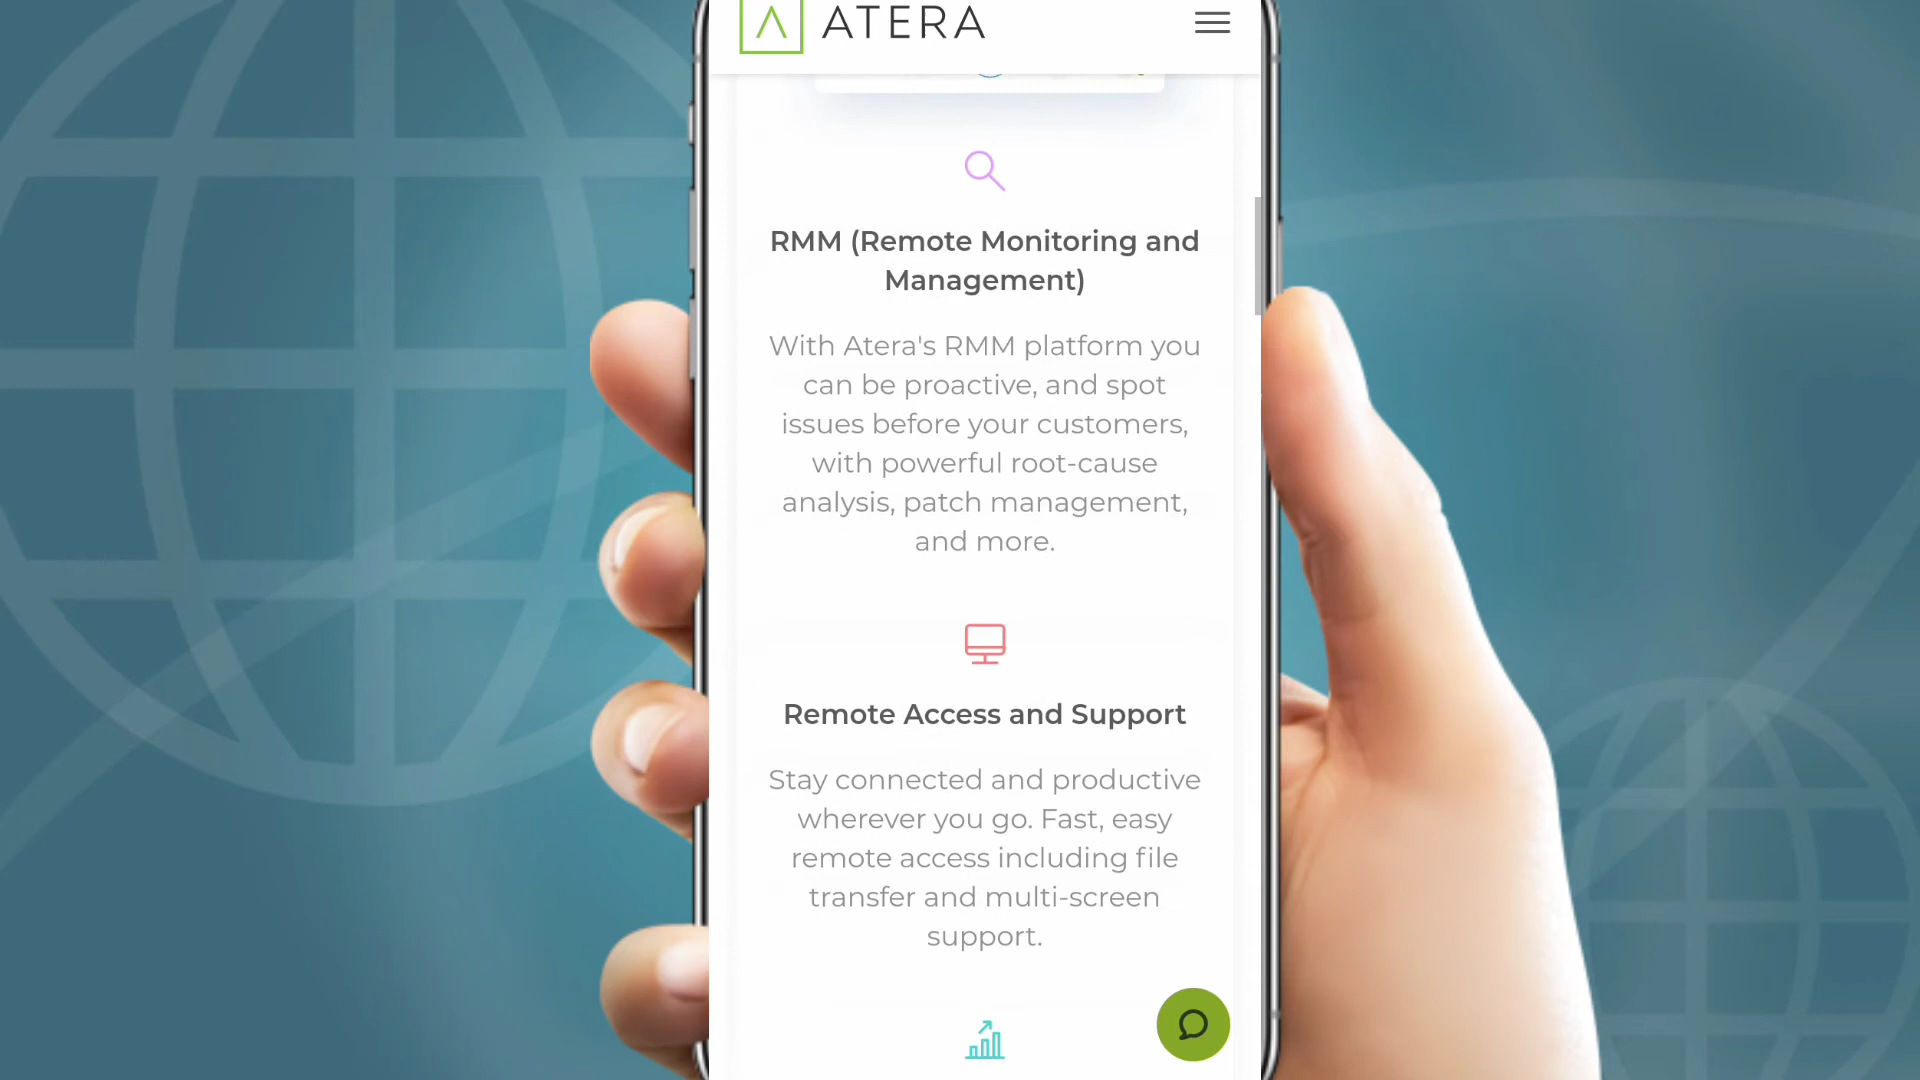 ATERA
RMM (Remote Monitoring and
Management)
With Atera's RMM platform you
can be proactive, and spot
issues before your customers,
with powerful root-cause
analysis, patch management,
and more.
Remote Access and Support
Stay connected and productive
wherever you go. Fast, easy
remote access including file
transfer and multi-screen
support.